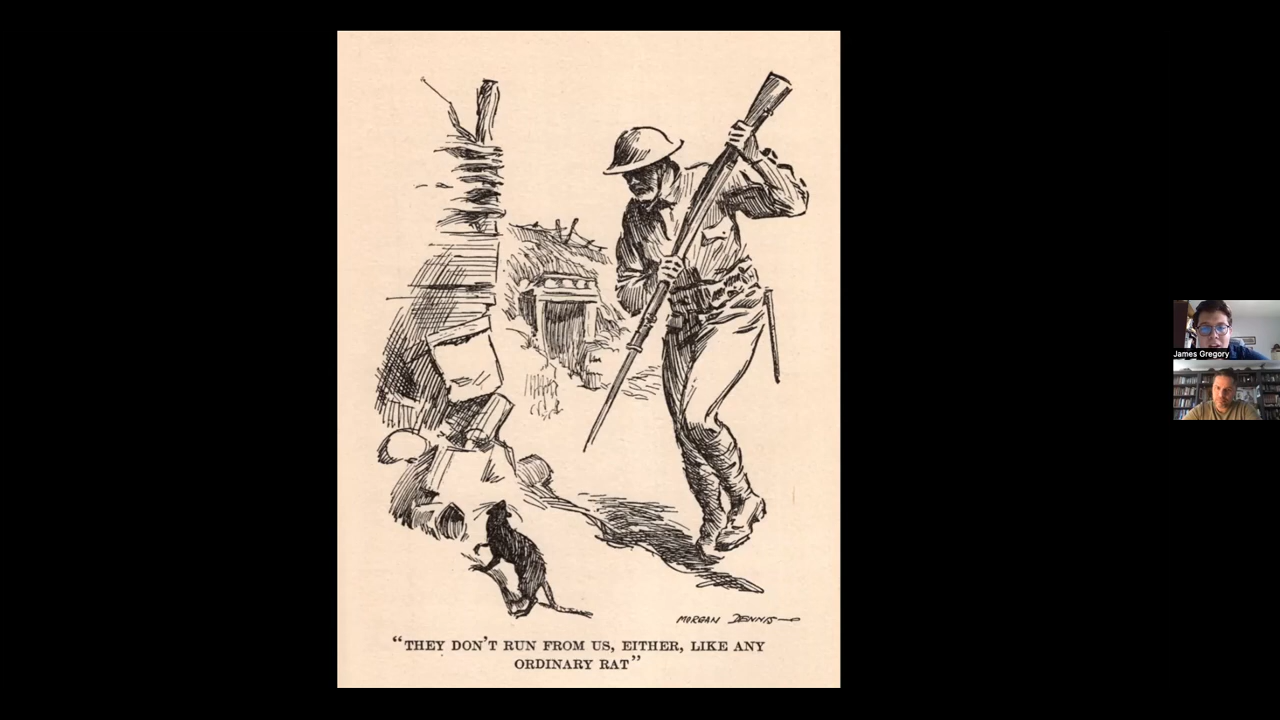 MORGAN DENNIS
"THEY DON'T RUN FROM US, EITHER, LIKE ANY
ORDINARY RAT"
James Gregory